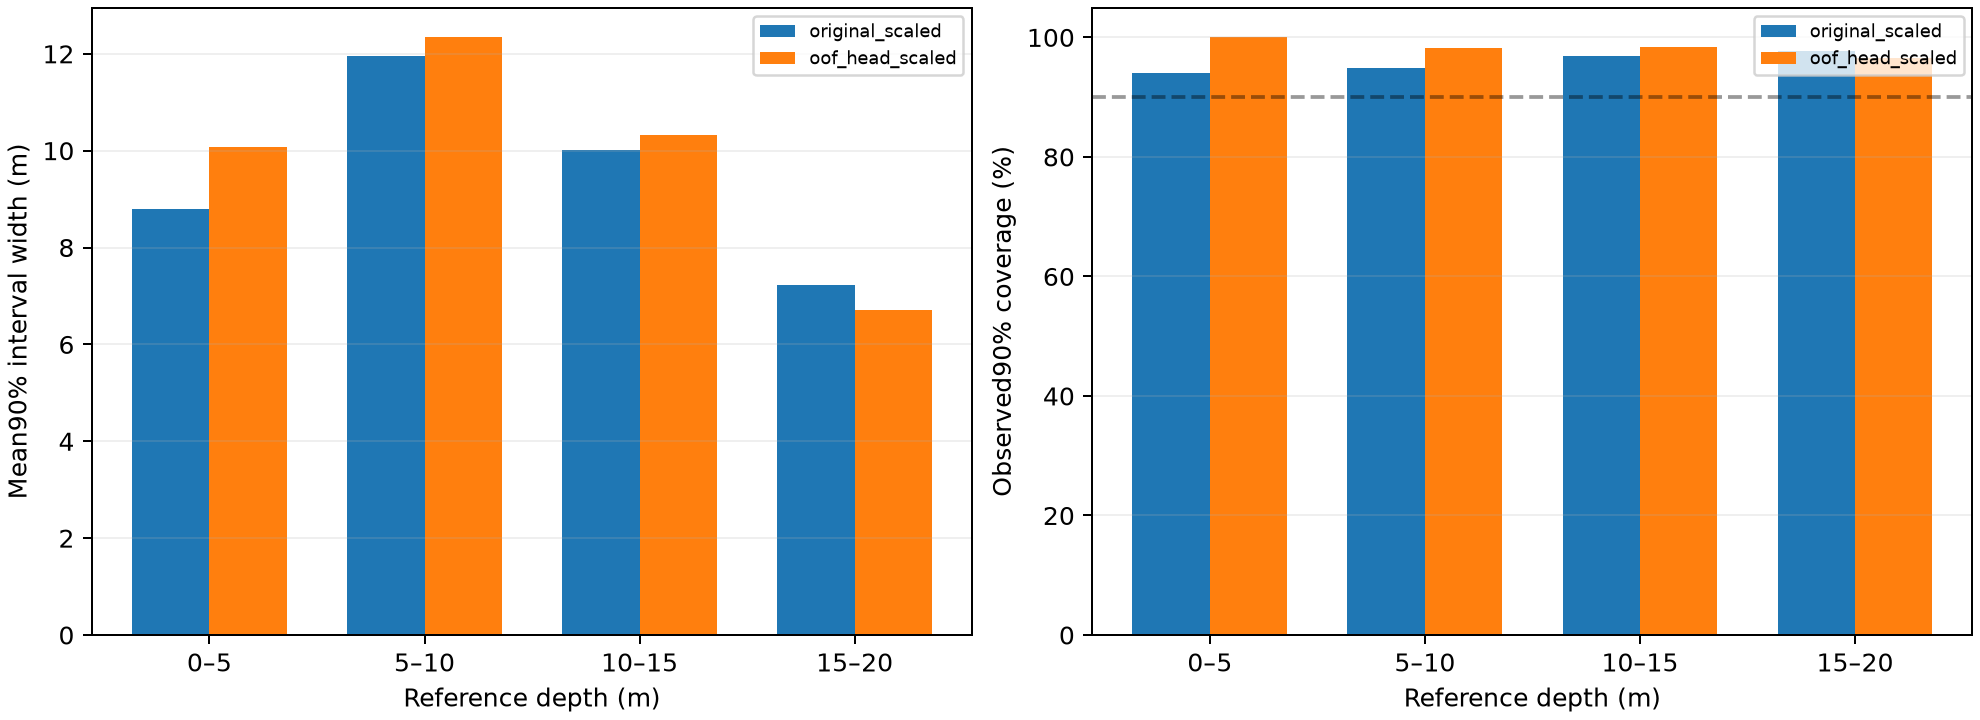 Mean90% interval width (m)
12
10
8
6
4
2
0
original_scaled
oof_head_scaled
0–5
5–10
10–15
15–20
Reference depth (m)
Observed90% coverage (%)
100
80
60
40
20
0
original_scaled
oof_head_scaled
0–5
5–10
10–15
15–20
Reference depth (m)